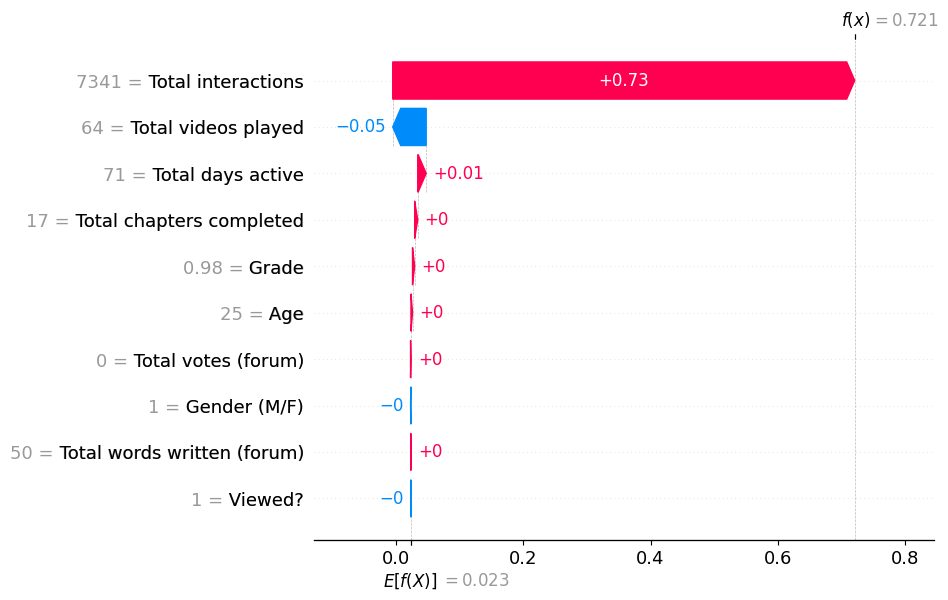 f(x) = 0.721
7341 = Total interactions
+0.73
64 = Total videos played
−0.05
71 = Total days active
+0.01
17 = Total chapters completed
+0
0.98 = Grade
+0
25 = Age
+0
0 = Total votes (forum)
+0
1 = Gender (M/F)
−0
50 = Total words written (forum)
+0
1 = Viewed?
−0
0.0 0.2 0.4 0.6 0.8
E[f(X)] = 0.023